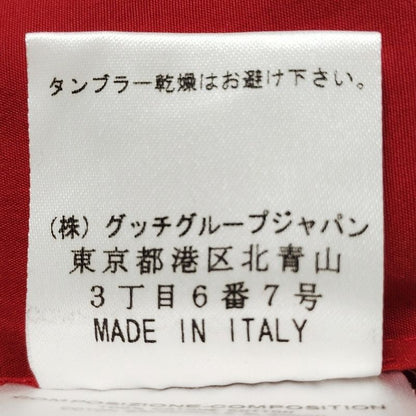 タンブラー乾燥はお避け下さい。
(株) グッチグループジャパン
東京都港区北青山
3丁目6番7号
MADE IN ITALY
COMPOSIZIONE-COMPOSITION